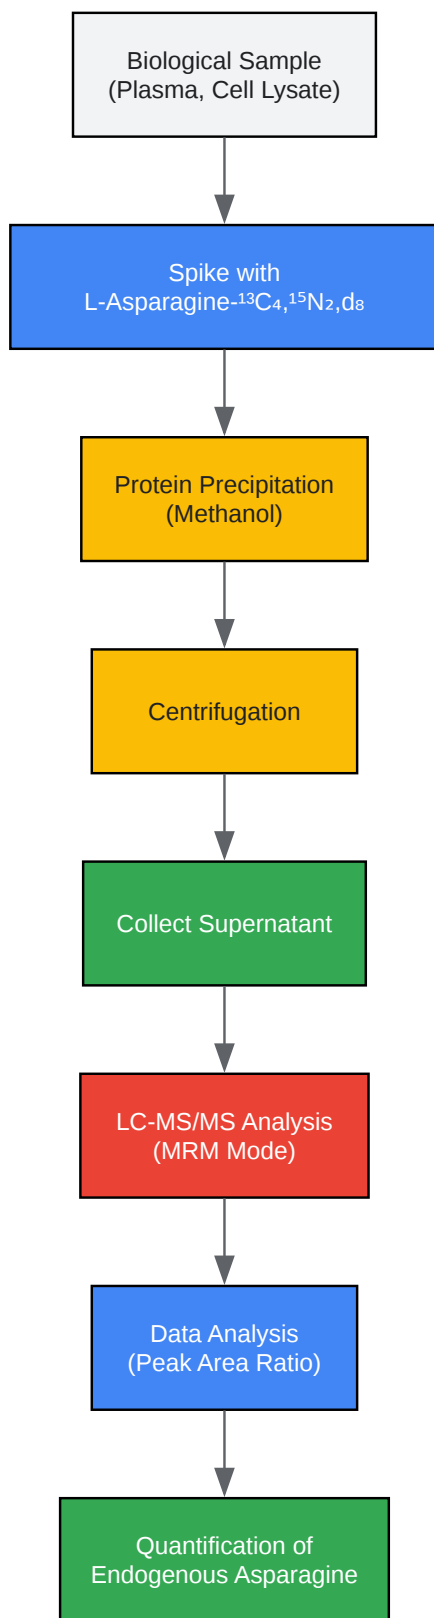 Biological Sample
(Plasma, Cell Lysate)
Spike with
L-Asparagine-¹³C₄,¹⁵N₂,d₈
Protein Precipitation
(Methanol)
Centrifugation
Collect Supernatant
LC-MS/MS Analysis
(MRM Mode)
Data Analysis
(Peak Area Ratio)
Quantification of
Endogenous Asparagine